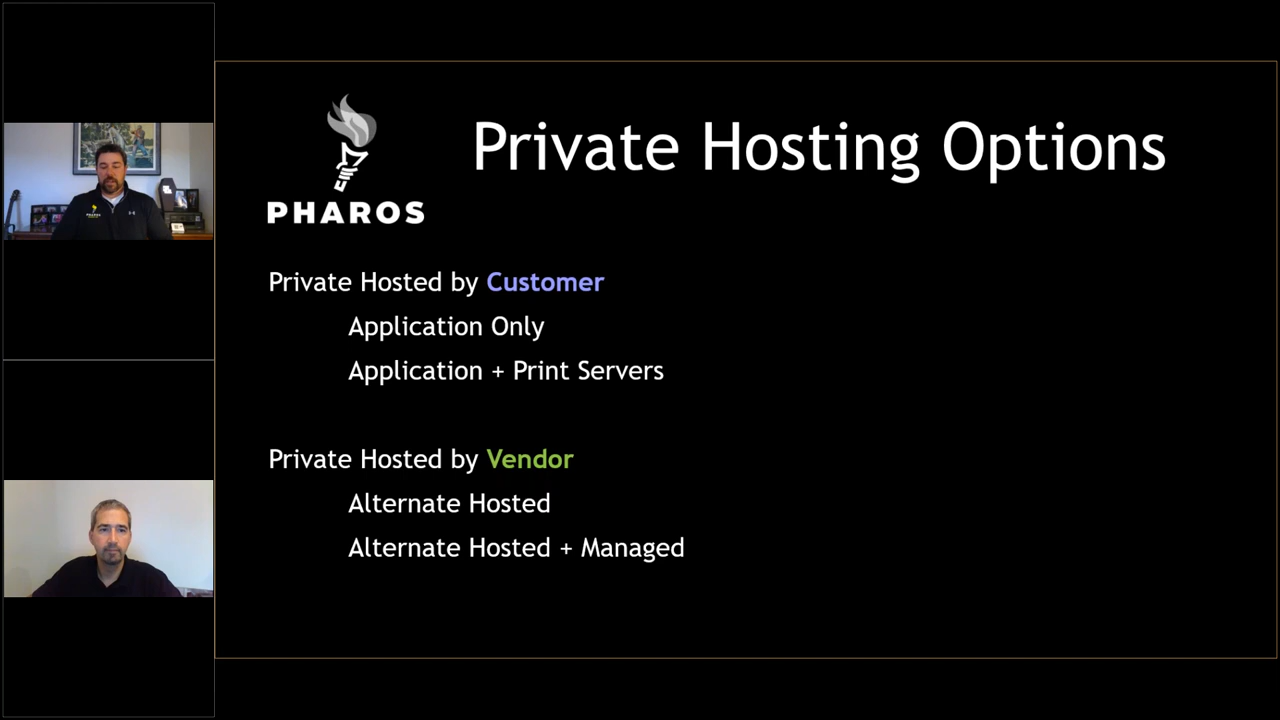 Private Hosting Options
PHAROS
Private Hosted by Customer
Application Only
Application + Print Servers
Private Hosted by Vendor
Alternate Hosted
Alternate Hosted + Managed
PHAROS